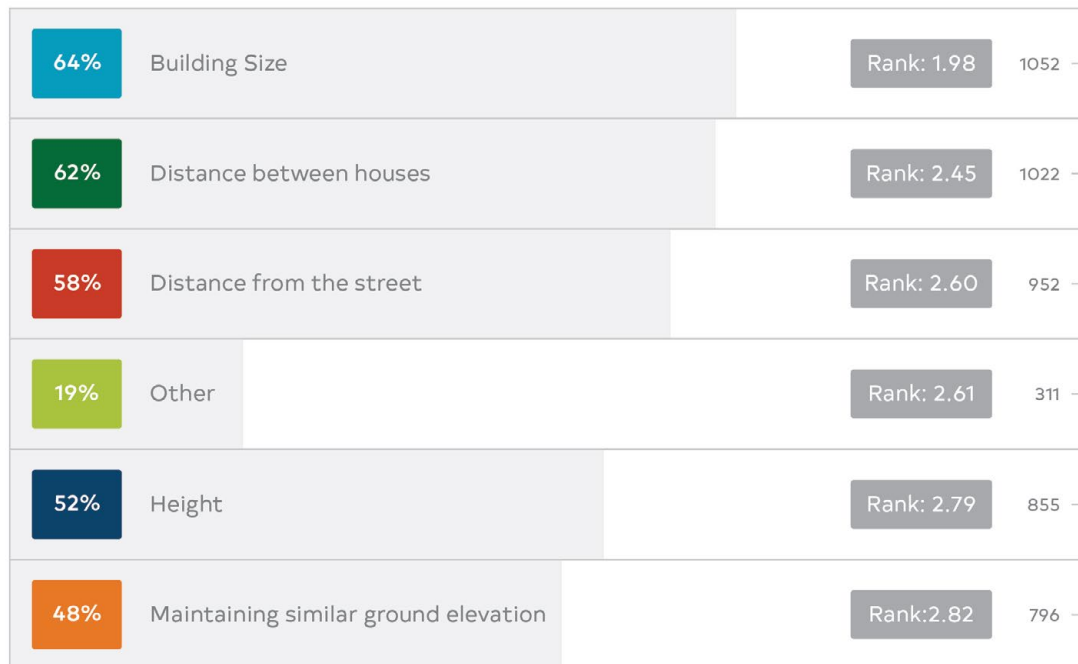 64% Building Size Rank: 1.98 1052 -
62% Distance between houses Rank: 2.45 1022 -
58% Distance from the street Rank: 2.60 952 -
19% Other Rank: 2.61 311 -
52% Height Rank: 2.79 855 -
48% Maintaining similar ground elevation Rank:2.82 796 -